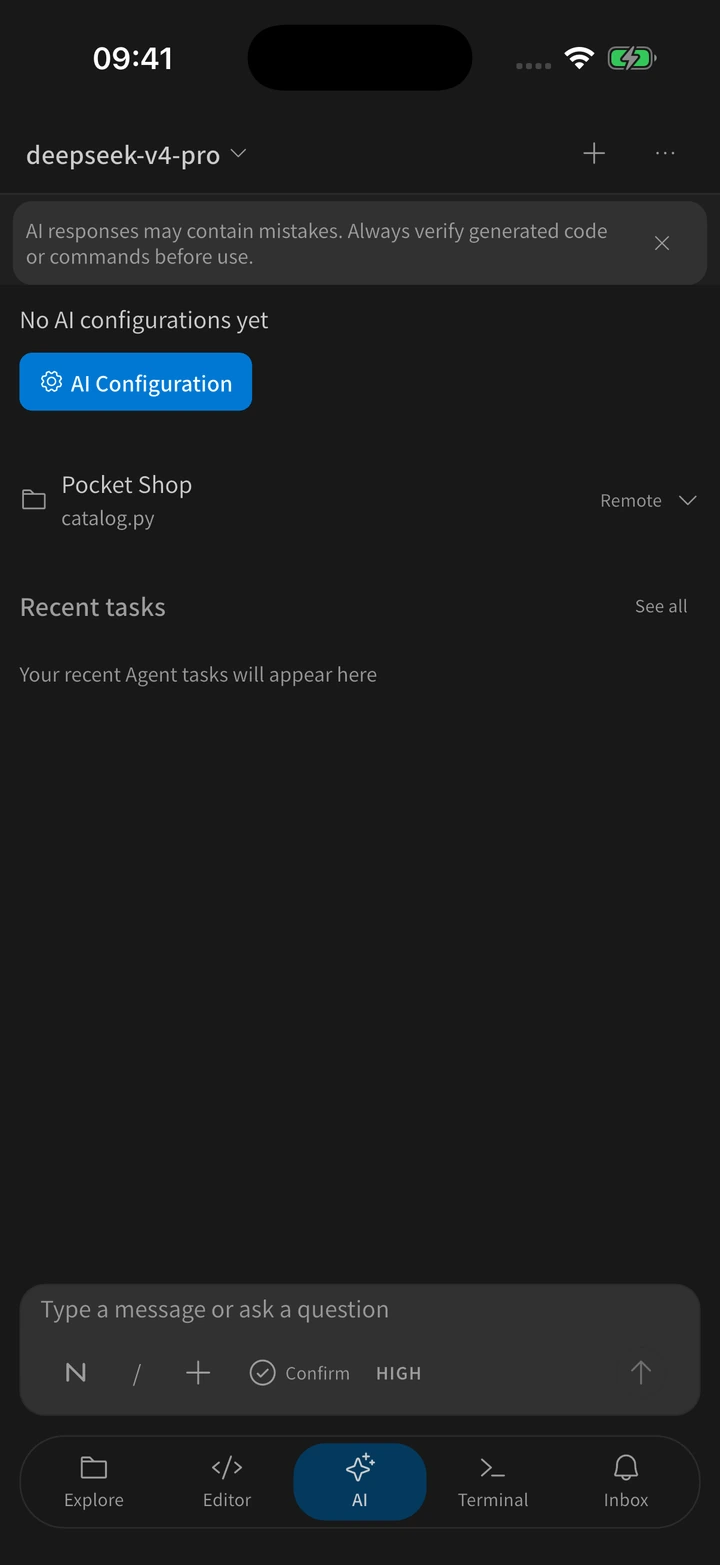 09:41
deepseek-v4-pro
AI responses may contain mistakes. Always verify generated code
or commands before use.
No AI configurations yet
AI Configuration
Pocket Shop
catalog.py
Remote
Recent tasks
See all
Your recent Agent tasks will appear here
Type a message or ask a question
N / + Confirm HIGH
Explore Editor AI Terminal Inbox